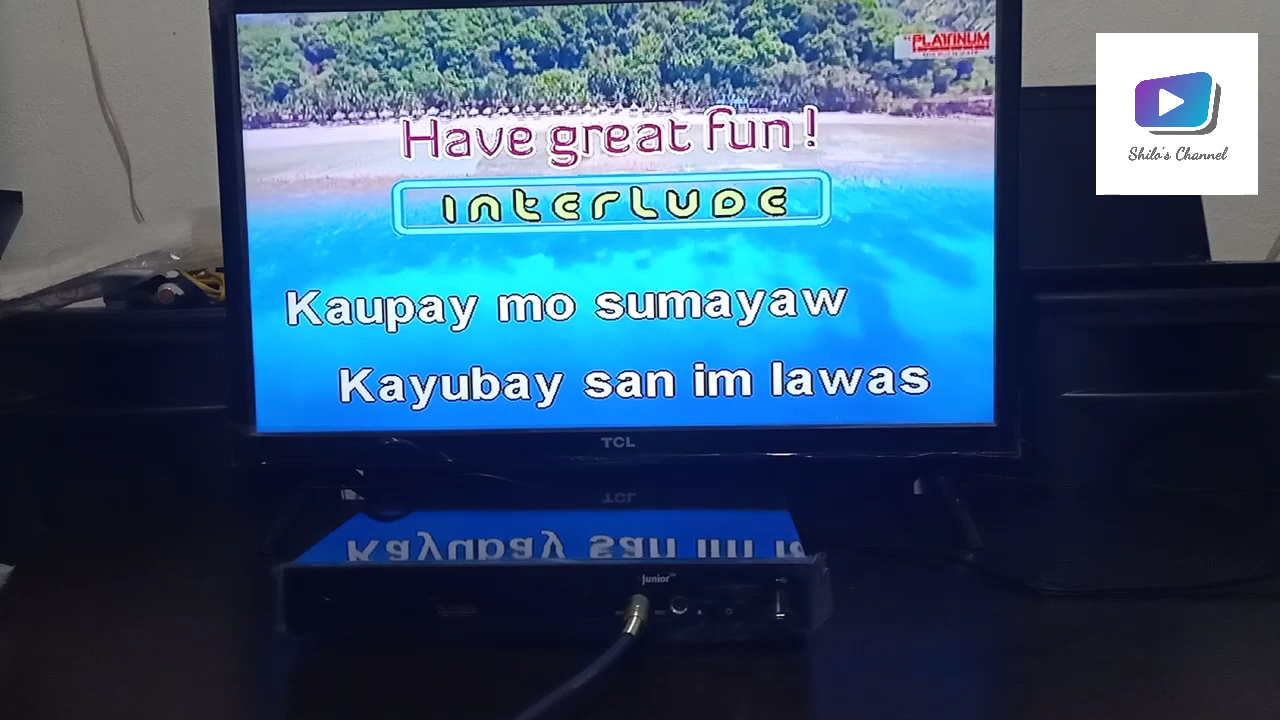 PLATINUM
Have great fun!
INTERLUDE
Kaupay mo sumayaw
Kayubay san im lawas
TCL
Junior
Shilo's Channel